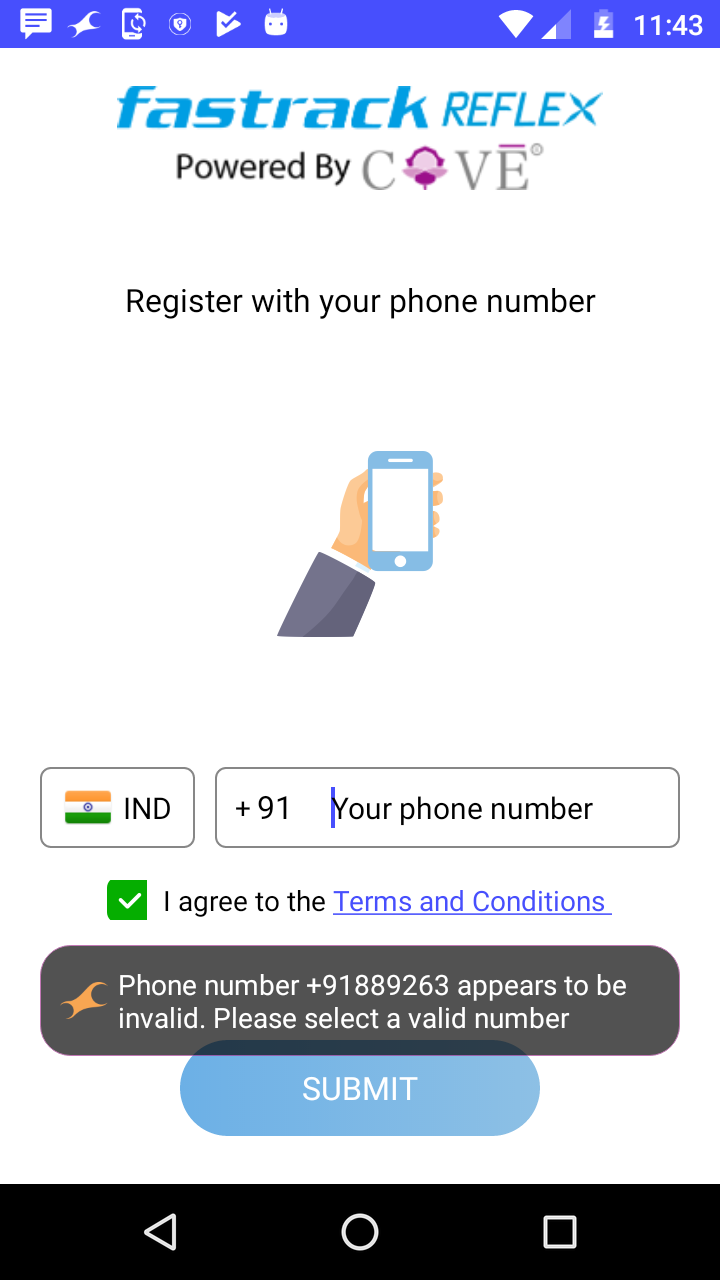 11:43
fastrack REFLEX
Powered By COVĒ®
Register with your phone number
IND
+ 91 Your phone number
I agree to the Terms and Conditions
Phone number +91889263 appears to be
invalid. Please select a valid number
SUBMIT